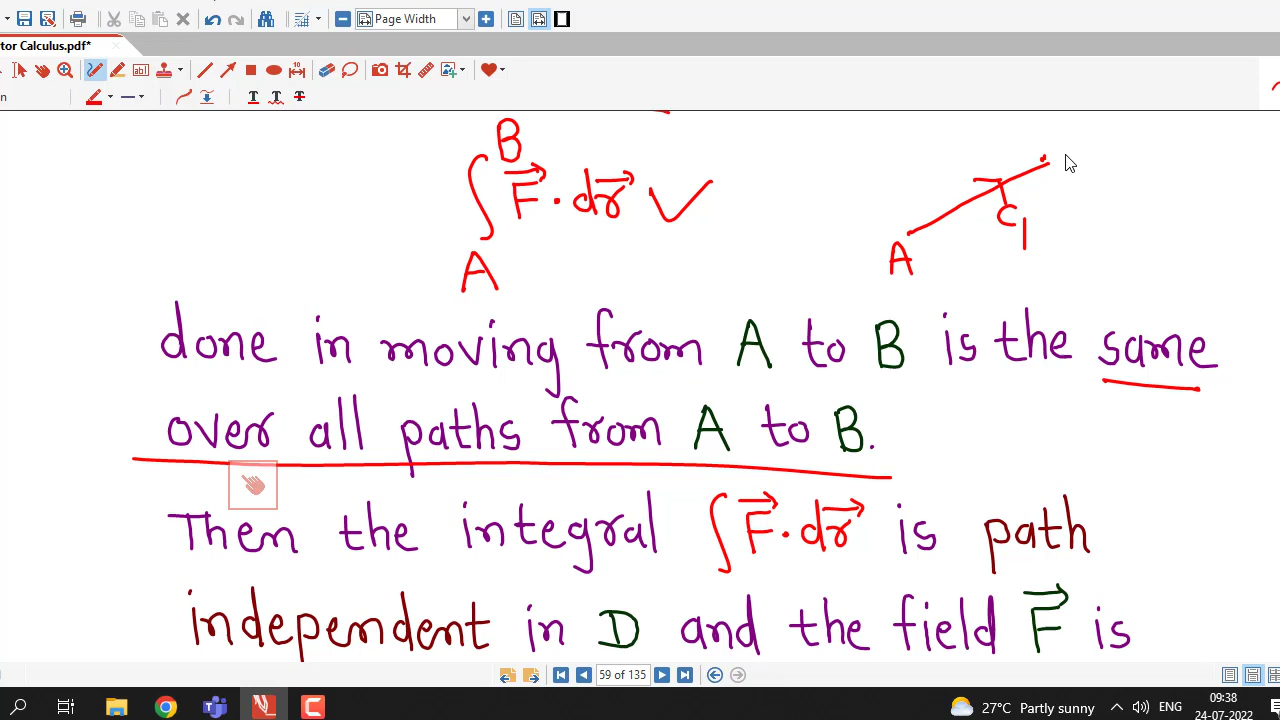 Page Width
tor Calculus.pdf*
n
B
∫ F⃗ · dr⃗ ✓
A
C1
A
done in moving from A to B is the same
over all paths from A to B.
Then the integral ∫ F⃗ · dr⃗ is path
independent in D and the field F⃗ is
59 of 135
27°C Partly sunny
ENG
09:38
24-07-2022